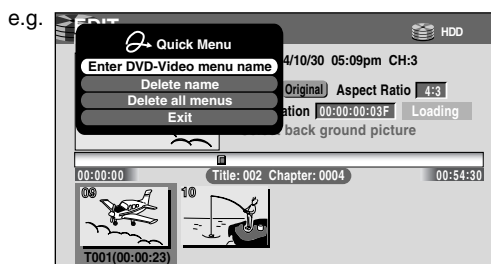 e.g.
EDIT
HDD
Quick Menu
Enter DVD-Video menu name
Delete name
Delete all menus
Exit
4/10/30 05:09pm CH:3
Original Aspect Ratio 4:3
ation 00:00:00:03F Loading
back ground picture
00:00:00 Title: 002 Chapter: 0004 00:54:30
09 10
T001(00:00:23)